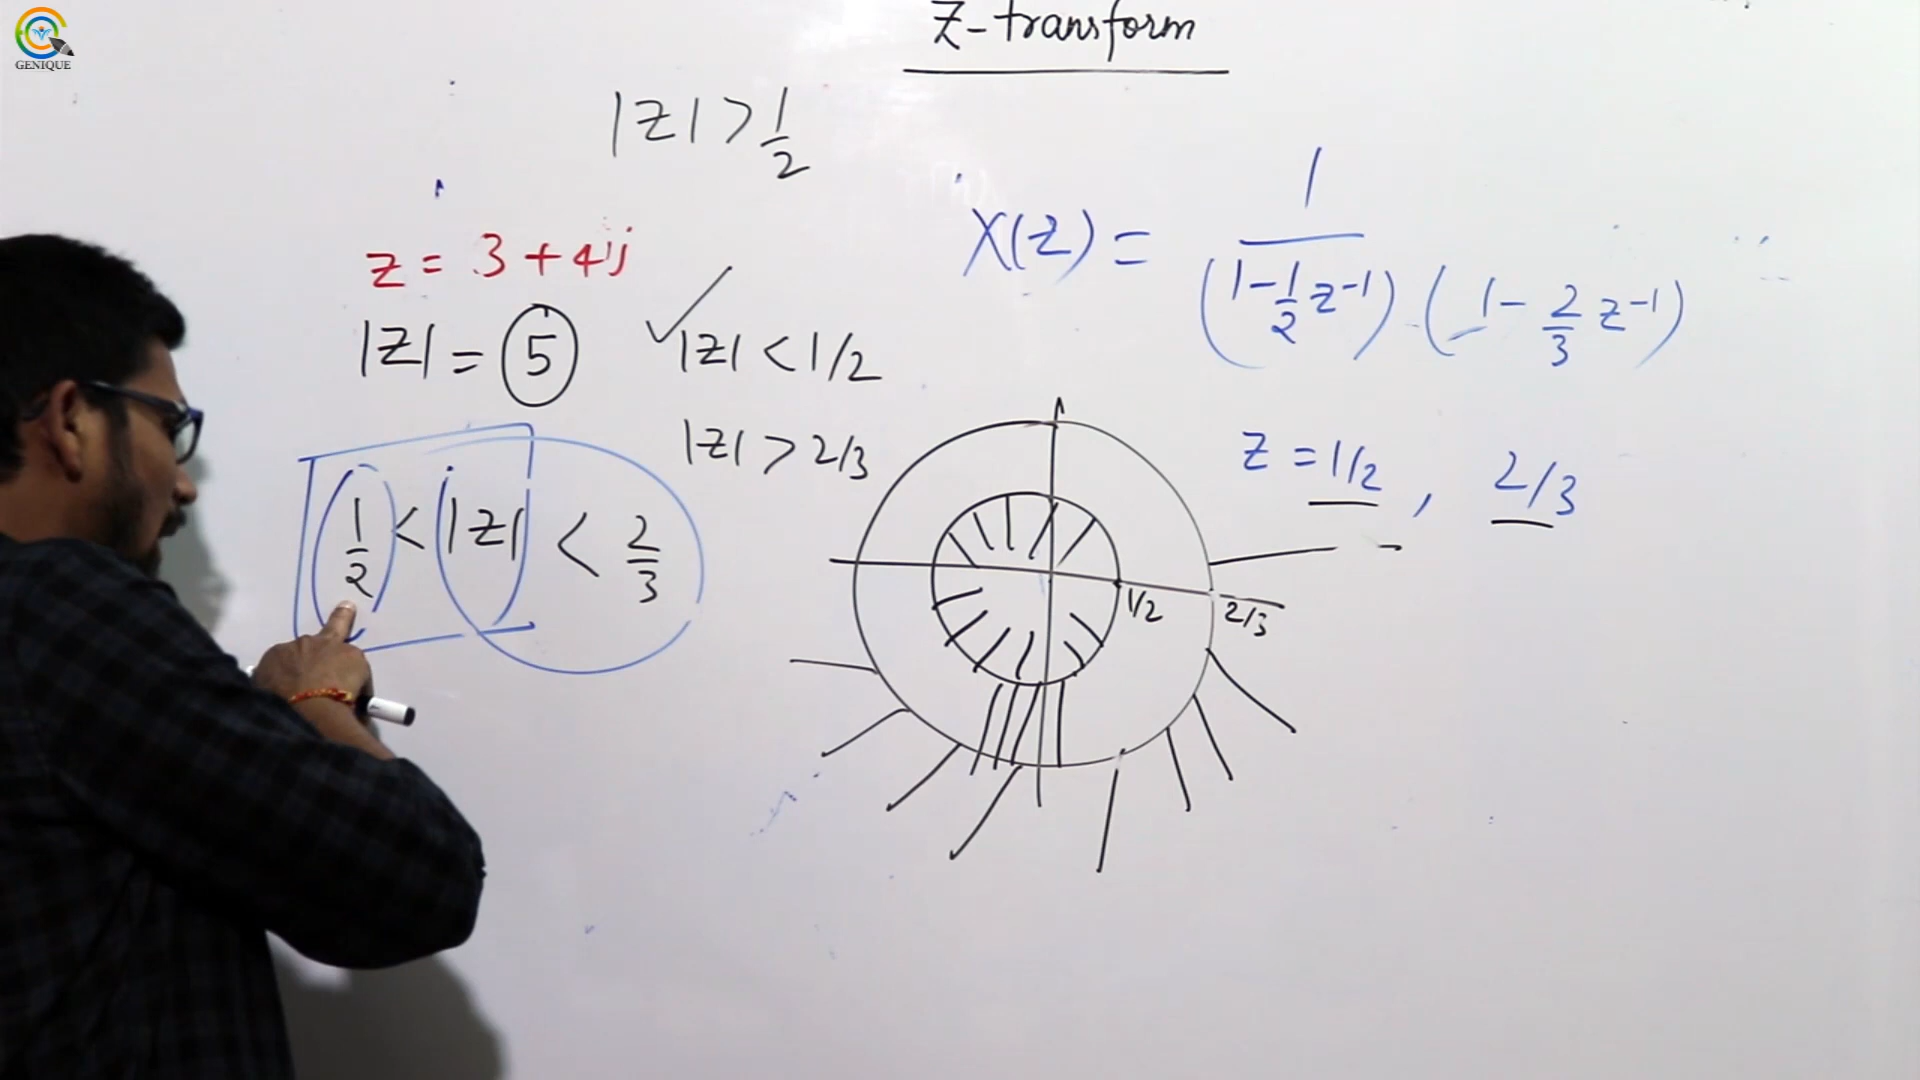 GENIQUE
Z-transform
|z| > 1/2
X(z) = 1 / (1 - 1/2 z⁻¹) · (1 - 2/3 z⁻¹)
z = 3 + 4j
|z| = 5
|z| < 1/2
|z| > 2/3
z = 1/2 , 2/3
1/2 < |z| < 2/3
1/2
2/3